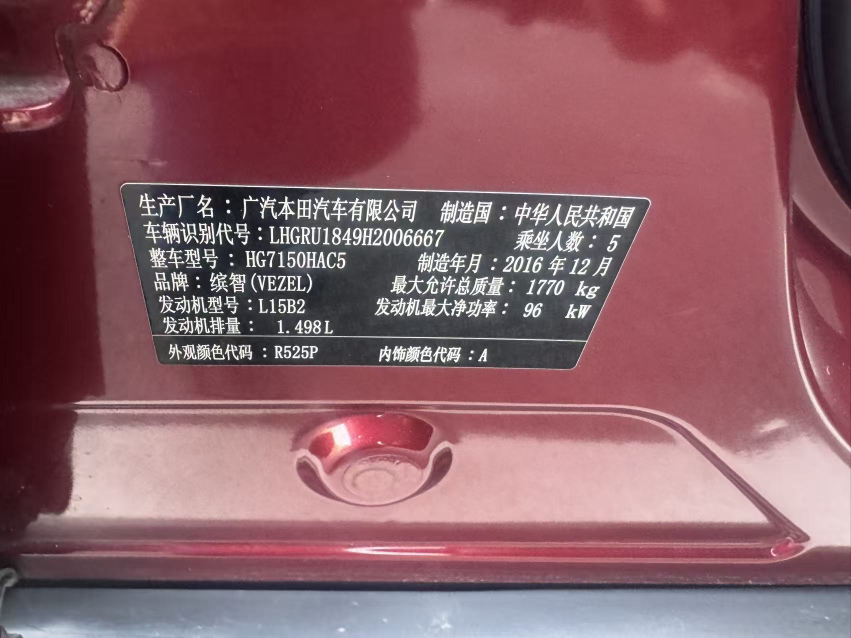 生产厂名：广汽本田汽车有限公司 制造国：中华人民共和国
车辆识别代号：LHGRU1849H2006667 乘坐人数：5
整车型号：HG7150HAC5 制造年月：2016 年 12 月
品牌：缤智(VEZEL) 最大允许总质量：1770 kg
发动机型号：L15B2 发动机最大净功率：96 kW
发动机排量：1.498L
外观颜色代码：R525P 内饰颜色代码：A